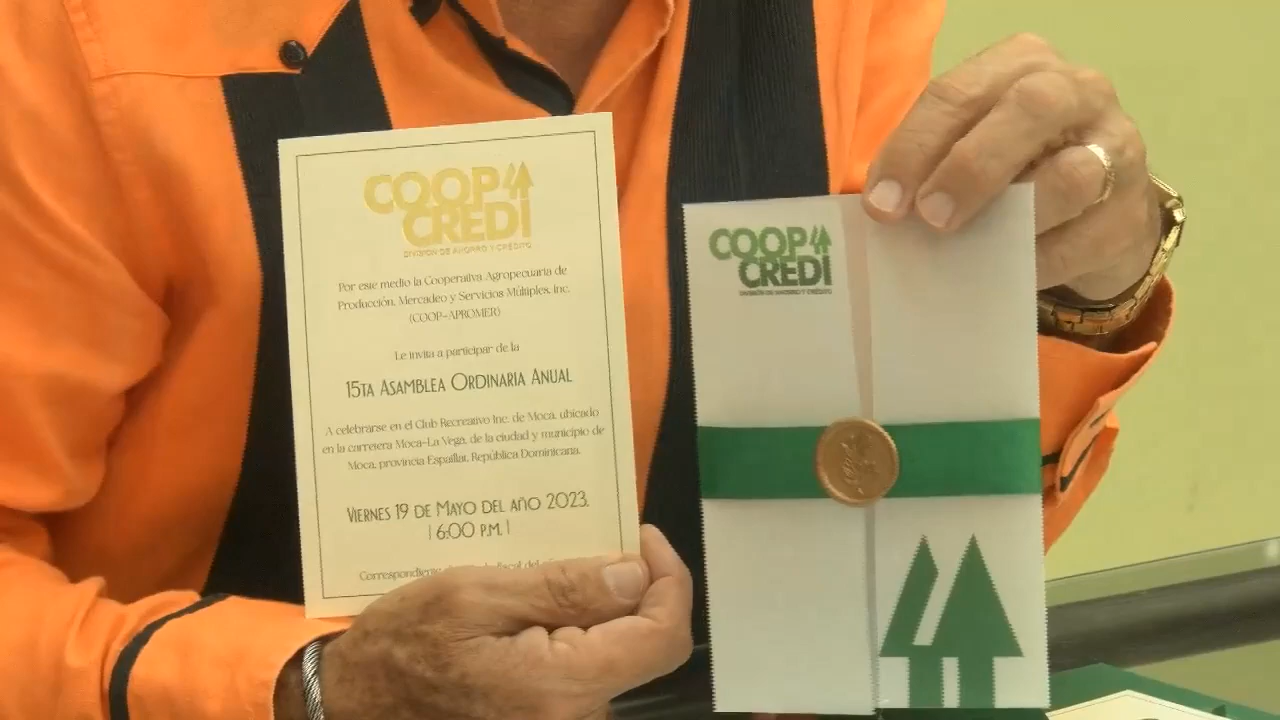 COOP
CREDI
DIVISIÓN DE AHORRO Y CRÉDITO
Por este medio la Cooperativa Agropecuaria de
Producción, Mercadeo y Servicios Múltiples, Inc.
(COOP-APROMER)
Le invita a participar de la
15TA ASAMBLEA ORDINARIA ANUAL
A celebrarse en el Club Recreativo Inc. de Moca, ubicado
en la carretera Moca-La Vega, de la ciudad y municipio de
Moca, provincia Espaillat, República Dominicana.
VIERNES 19 DE MAYO DEL AÑO 2023.
| 6:00 P.M. |
Correspondiente
COOP
CREDI
DIVISIÓN DE AHORRO Y CRÉDITO